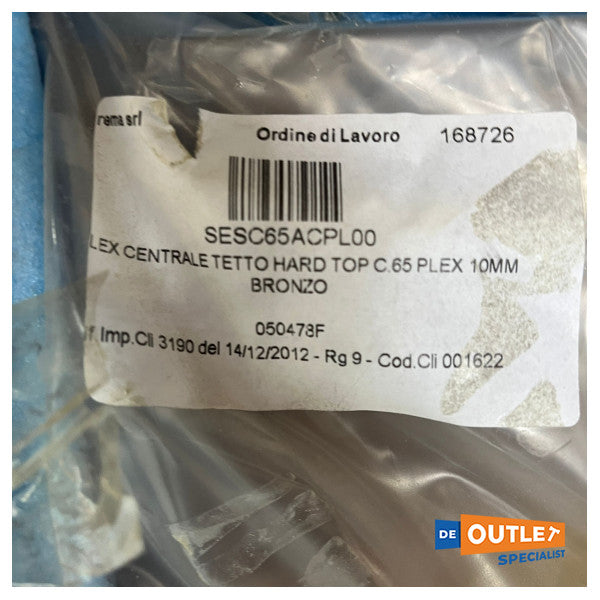 rema srl
Ordine di Lavoro 168726
SESC65ACPL00
LEX CENTRALE TETTO HARD TOP C.65 PLEX 10MM
BRONZO
050478F
f. Imp.Cli 3190 del 14/12/2012 - Rg 9 - Cod.Cli 001622
DE OUTLET
SPECIALIST